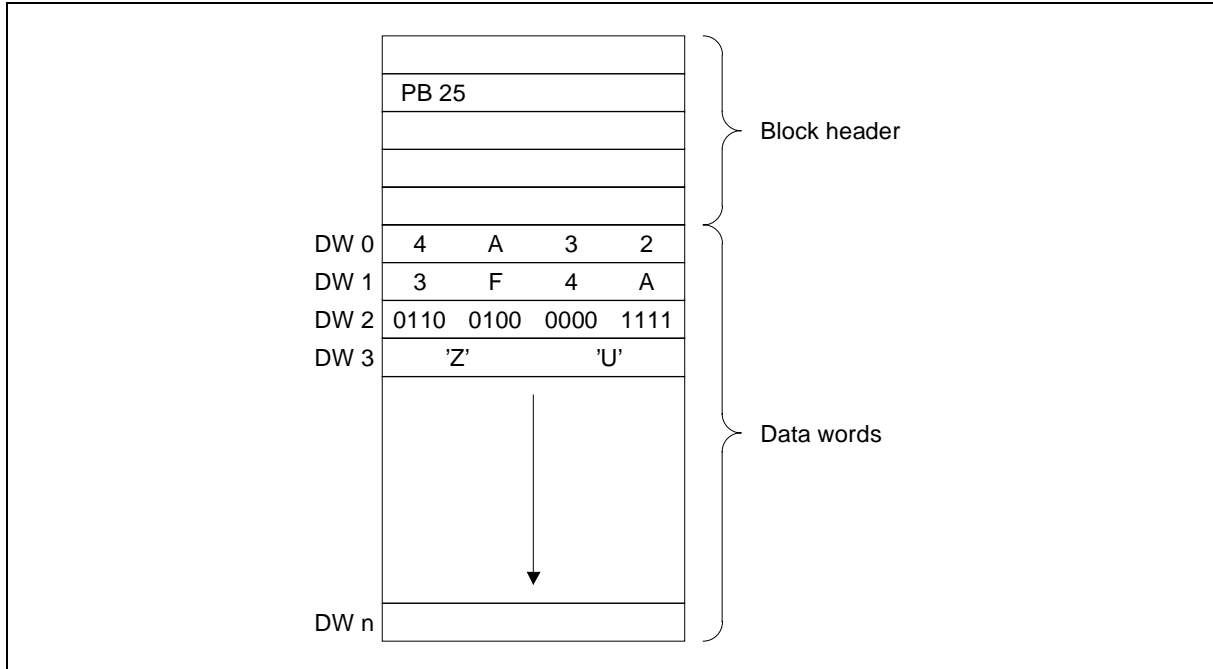 PB 25
Block header
DW 0 4 A 3 2
DW 1 3 F 4 A
DW 2 0110 0100 0000 1111
DW 3 ’Z’ ’U’
Data words
DW n